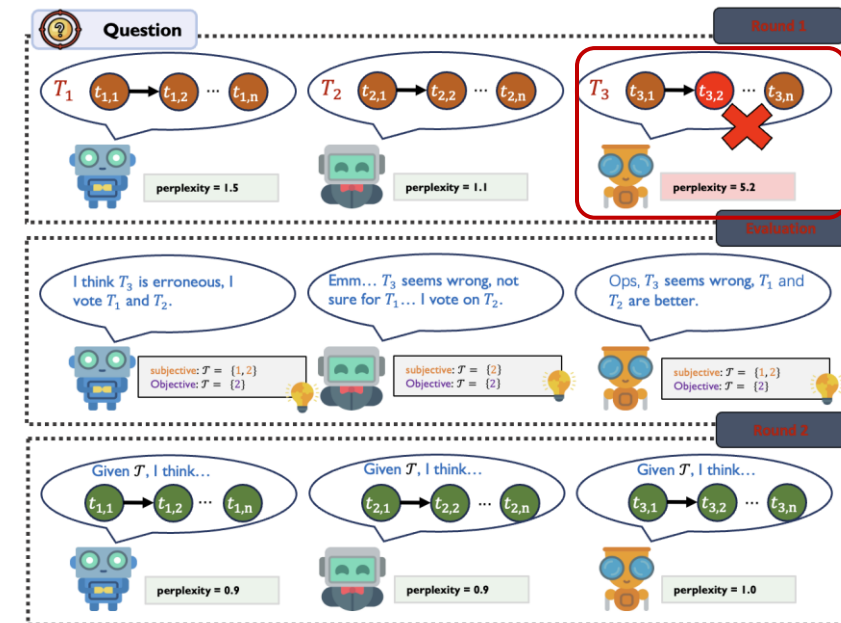 Question
Round 1
T₁ t₁,₁ t₁,₂ ... t₁,ₙ
T₂ t₂,₁ t₂,₂ ... t₂,ₙ
T₃ t₃,₁ t₃,₂ ... t₃,ₙ
perplexity = 1.5
perplexity = 1.1
perplexity = 5.2
Evaluation
I think T₃ is erroneous, I
vote T₁ and T₂.
Emm... T₃ seems wrong, not
sure for T₁... I vote on T₂.
Ops, T₃ seems wrong, T₁ and
T₂ are better.
subjective: 𝒯 = {1, 2}
Objective: 𝒯 = {2}
subjective: 𝒯 = {2}
Objective: 𝒯 = {2}
subjective: 𝒯 = {1, 2}
Objective: 𝒯 = {2}
Round 2
Given 𝒯, I think...
t₁,₁ t₁,₂ ... t₁,ₙ
Given 𝒯, I think...
t₂,₁ t₂,₂ ... t₂,ₙ
Given 𝒯, I think...
t₃,₁ t₃,₂ ... t₃,ₙ
perplexity = 0.9
perplexity = 0.9
perplexity = 1.0